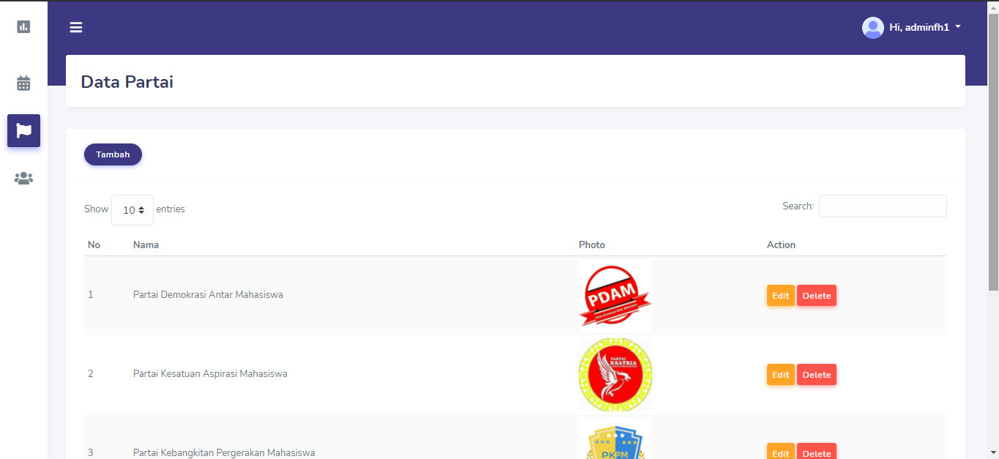 Hi, adminfh1
Data Partai
Tambah
Show 10 entries
Search:
No Nama Photo Action
1 Partai Demokrasi Antar Mahasiswa PDAM Edit Delete
2 Partai Kesatuan Aspirasi Mahasiswa PARTAI KSATRIA Edit Delete
3 Partai Kebangkitan Pergerakan Mahasiswa PKPM Edit Delete